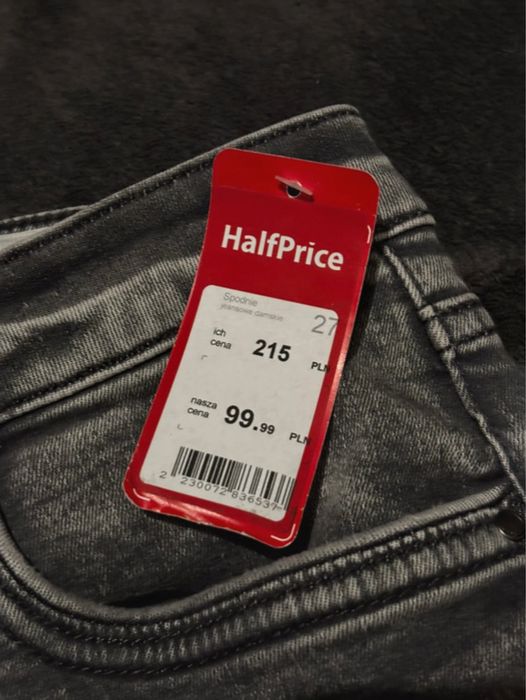 HalfPrice
Spodnie
jeansowe damskie
27
ich
cena
215 PLN
nasza
cena
99.99 PLN
2 230072 836537